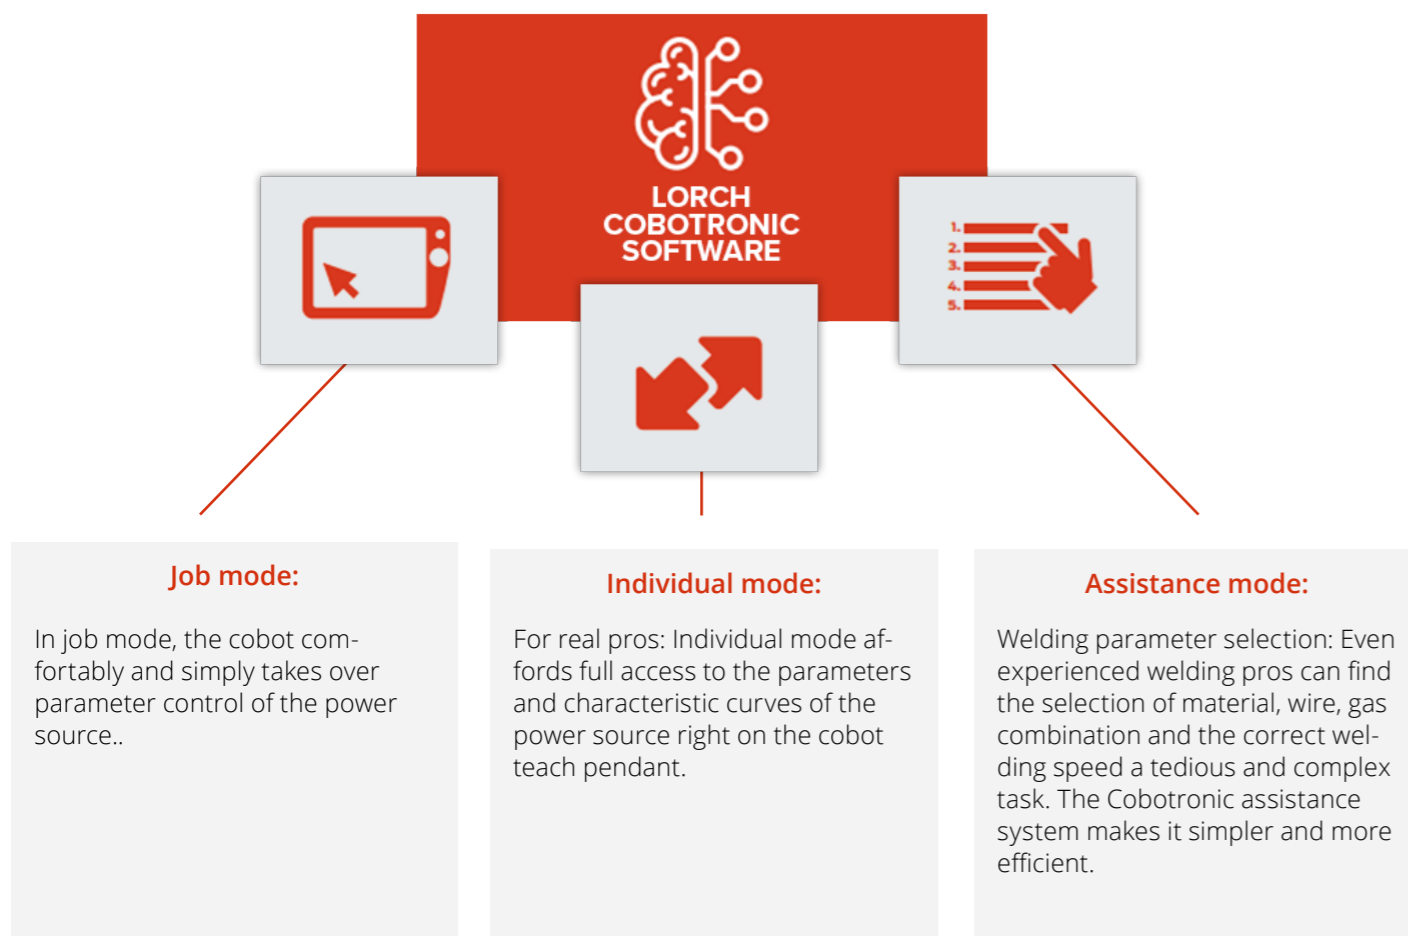 LORCH
COBOTRONIC
SOFTWARE
1.
2.
3.
4.
5.
Job mode:
In job mode, the cobot com-
fortably and simply takes over
parameter control of the power
source..
Individual mode:
For real pros: Individual mode af-
fords full access to the parameters
and characteristic curves of the
power source right on the cobot
teach pendant.
Assistance mode:
Welding parameter selection: Even
experienced welding pros can find
the selection of material, wire, gas
combination and the correct wel-
ding speed a tedious and complex
task. The Cobotronic assistance
system makes it simpler and more
efficient.